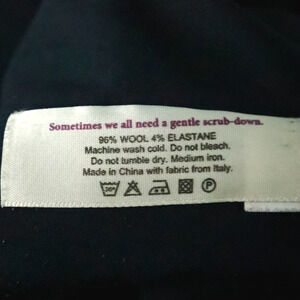 Sometimes we all need a gentle scrub-down.
96% WOOL 4% ELASTANE
Machine wash cold. Do not bleach.
Do not tumble dry. Medium iron.
Made in China with fabric from Italy.
30°
P